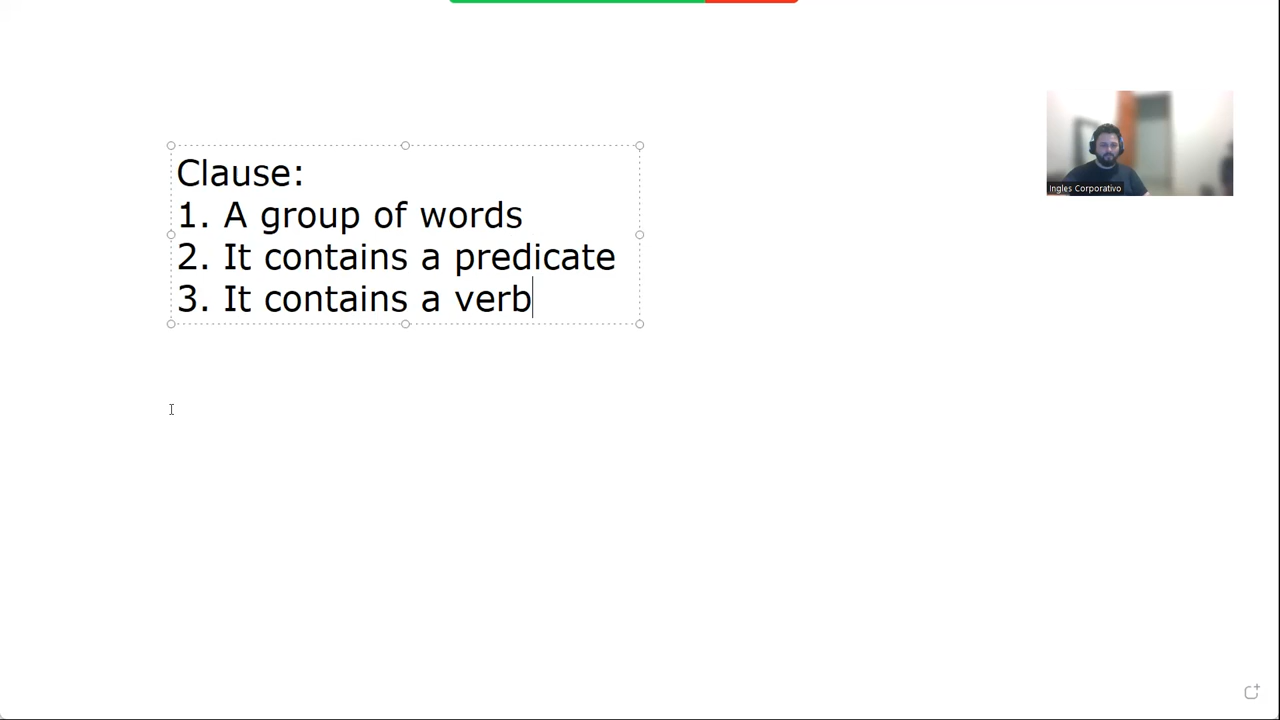 Clause:
1. A group of words
2. It contains a predicate
3. It contains a verb
Ingles Corporativo